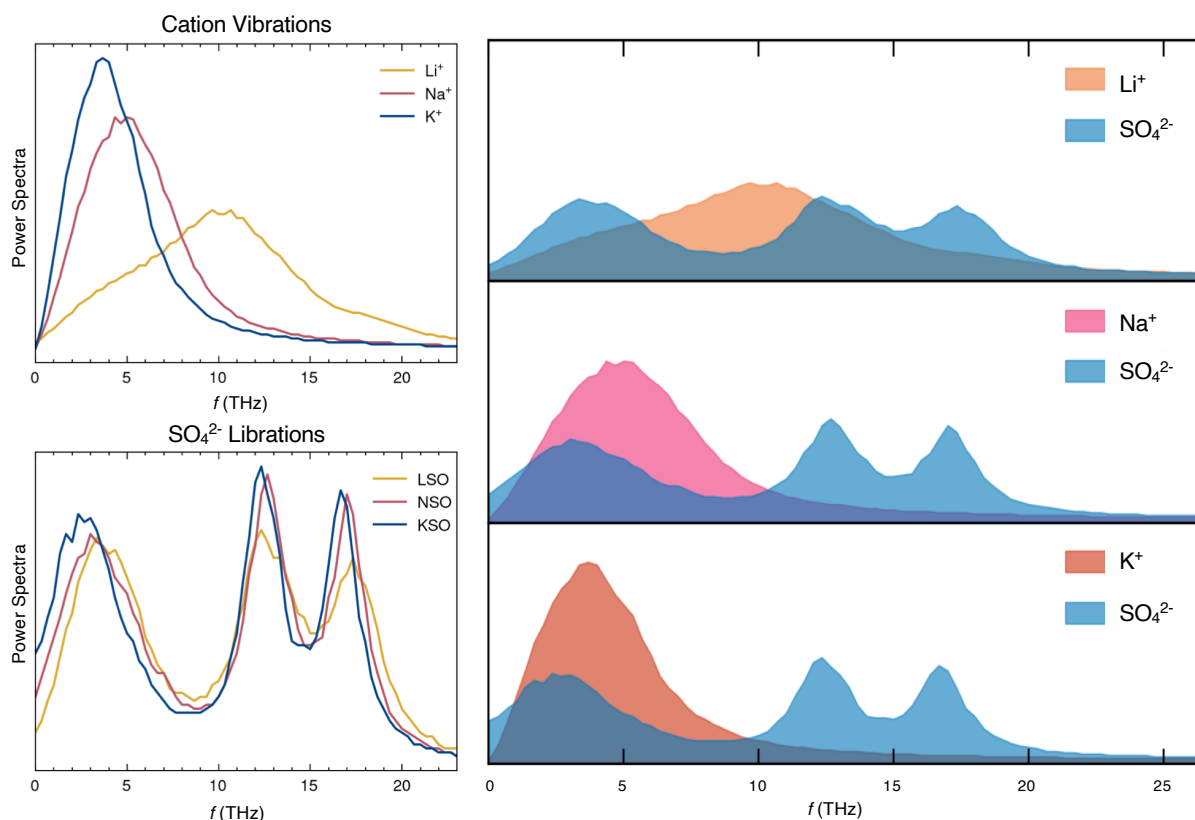 Cation Vibrations
Power Spectra
Li⁺
Na⁺
K⁺
0 5 10 15 20
f (THz)
SO₄²⁻ Librations
Power Spectra
LSO
NSO
KSO
0 5 10 15 20
f (THz)
Li⁺
SO₄²⁻
Na⁺
SO₄²⁻
K⁺
SO₄²⁻
0 5 10 15 20 25
f (THz)